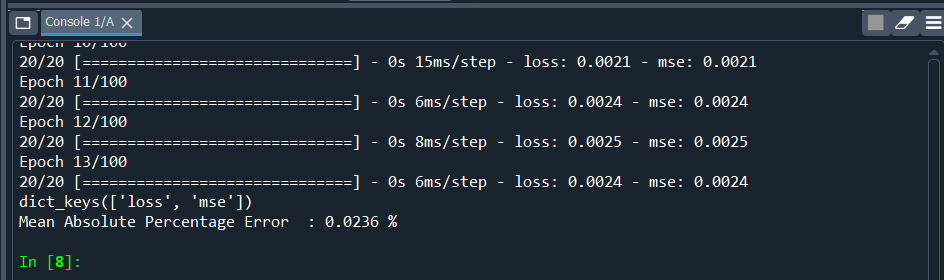 Console 1/A
Epoch 10/100
20/20 [==============================] - 0s 15ms/step - loss: 0.0021 - mse: 0.0021
Epoch 11/100
20/20 [==============================] - 0s 6ms/step - loss: 0.0024 - mse: 0.0024
Epoch 12/100
20/20 [==============================] - 0s 8ms/step - loss: 0.0025 - mse: 0.0025
Epoch 13/100
20/20 [==============================] - 0s 6ms/step - loss: 0.0024 - mse: 0.0024
dict_keys(['loss', 'mse'])
Mean Absolute Percentage Error  : 0.0236 %
In [8]: